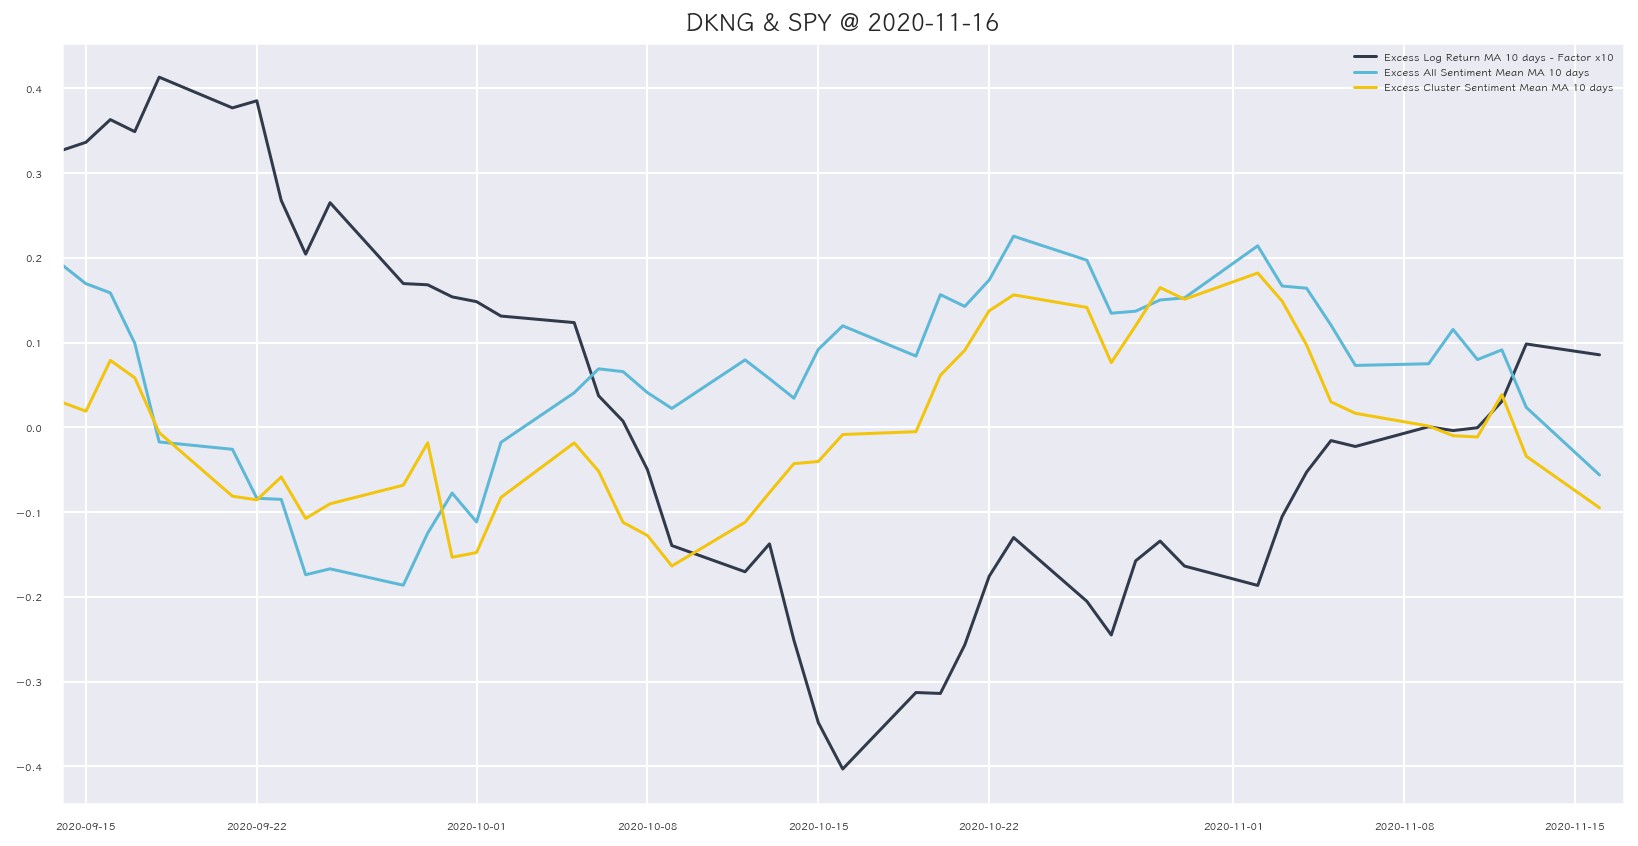 DKNG & SPY @ 2020-11-16
Excess Log Return MA 10 days - Factor x10
Excess All Sentiment Mean MA 10 days
Excess Cluster Sentiment Mean MA 10 days
0.4
0.3
0.2
0.1
0.0
−0.1
−0.2
−0.3
−0.4
2020-09-15 2020-09-22 2020-10-01 2020-10-08 2020-10-15 2020-10-22 2020-11-01 2020-11-08 2020-11-15